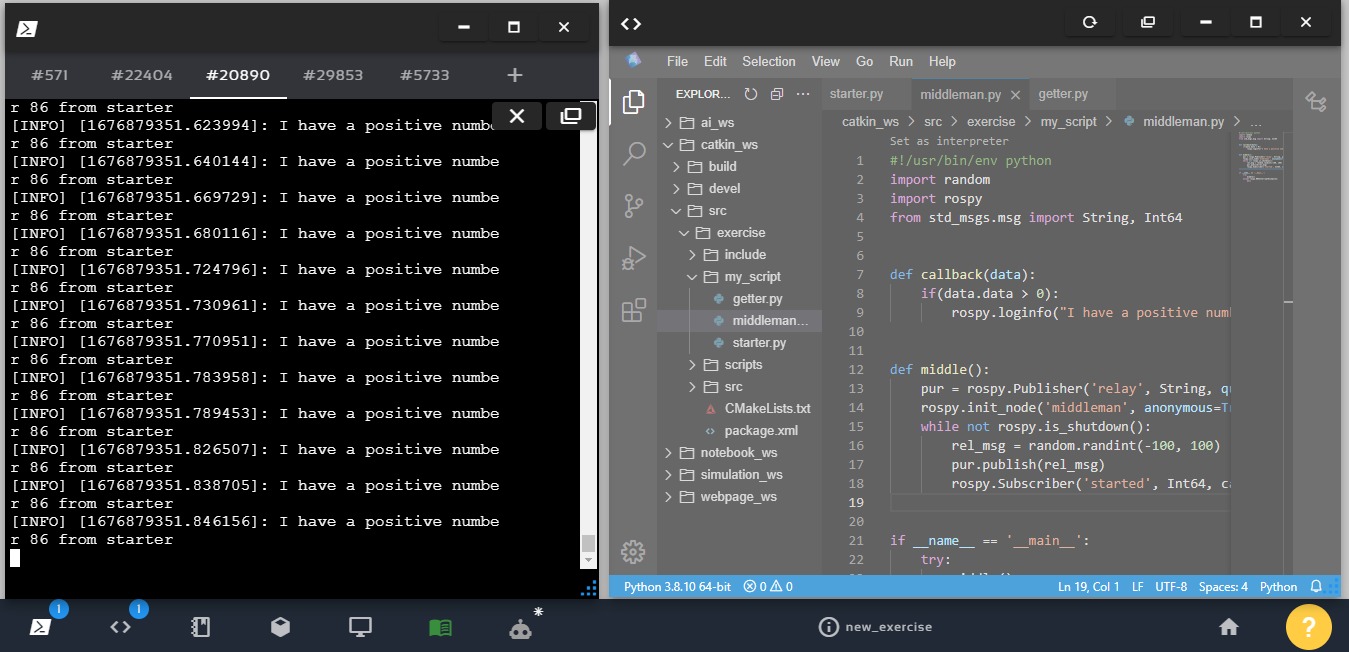 #571 #22404 #20890 #29853 #5733 +
r 86 from starter
[INFO] [1676879351.623994]: I have a positive numbe
r 86 from starter
[INFO] [1676879351.640144]: I have a positive numbe
r 86 from starter
[INFO] [1676879351.669729]: I have a positive numbe
r 86 from starter
[INFO] [1676879351.680116]: I have a positive numbe
r 86 from starter
[INFO] [1676879351.724796]: I have a positive numbe
r 86 from starter
[INFO] [1676879351.730961]: I have a positive numbe
r 86 from starter
[INFO] [1676879351.770951]: I have a positive numbe
r 86 from starter
[INFO] [1676879351.783958]: I have a positive numbe
r 86 from starter
[INFO] [1676879351.789453]: I have a positive numbe
r 86 from starter
[INFO] [1676879351.826507]: I have a positive numbe
r 86 from starter
[INFO] [1676879351.838705]: I have a positive numbe
r 86 from starter
[INFO] [1676879351.846156]: I have a positive numbe
r 86 from starter
File Edit Selection View Go Run Help
EXPLOR...
ai_ws
catkin_ws
build
devel
src
exercise
include
my_script
getter.py
middleman...
starter.py
scripts
src
CMakeLists.txt
package.xml
notebook_ws
simulation_ws
webpage_ws
starter.py middleman.py getter.py
catkin_ws > src > exercise > my_script > middleman.py > ...
Set as interpreter
1 #!/usr/bin/env python
2 import random
3 import rospy
4 from std_msgs.msg import String, Int64
5
6
7 def callback(data):
8 if(data.data > 0):
9 rospy.loginfo("I have a positive num
10
11
12 def middle():
13 pur = rospy.Publisher('relay', String, q
14 rospy.init_node('middleman', anonymous=T
15 while not rospy.is_shutdown():
16 rel_msg = random.randint(-100, 100)
17 pur.publish(rel_msg)
18 rospy.Subscriber('started', Int64, c
19
20
21 if __name__ == '__main__':
22 try:
Python 3.8.10 64-bit 0 0 Ln 19, Col 1 LF UTF-8 Spaces: 4 Python
1 1 * new_exercise ?